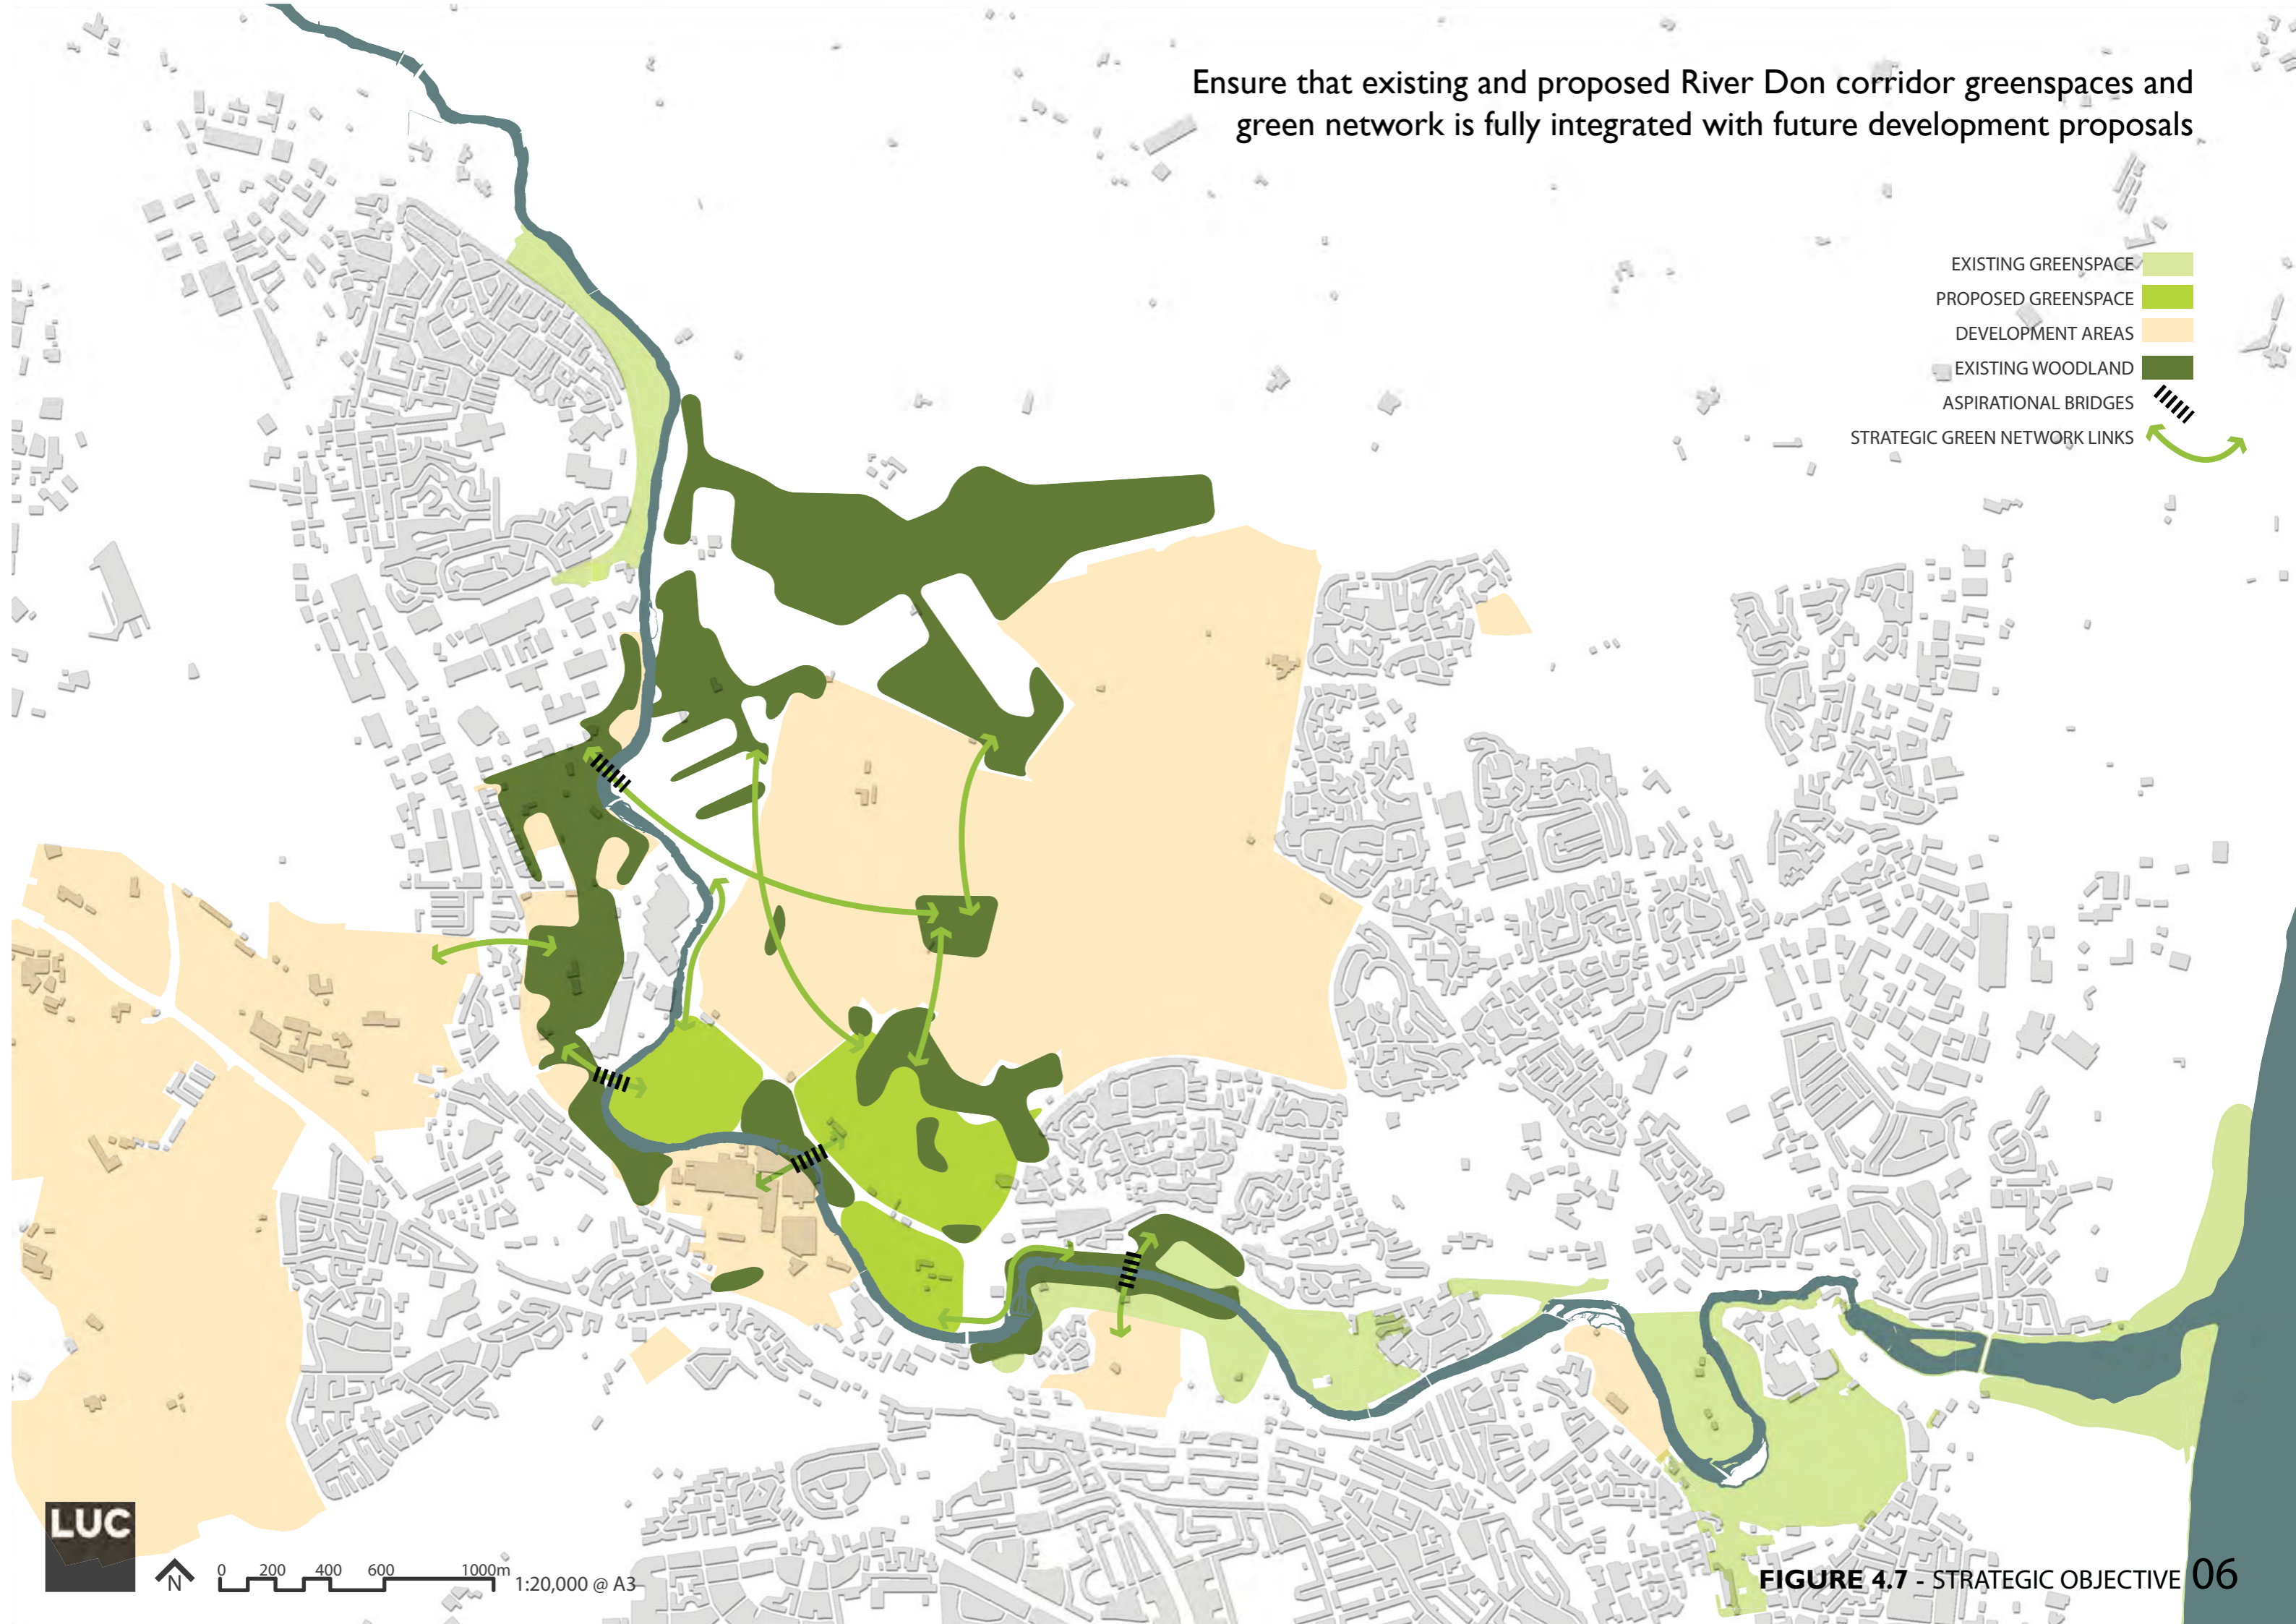 Ensure that existing and proposed River Don corridor greenspaces and
green network is fully integrated with future development proposals
EXISTING GREENSPACE
PROPOSED GREENSPACE
DEVELOPMENT AREAS
EXISTING WOODLAND
ASPIRATIONAL BRIDGES
STRATEGIC GREEN NETWORK LINKS
LUC
N
0 200 400 600 1000m
1:20,000 @ A3
FIGURE 4.7 - STRATEGIC OBJECTIVE 06